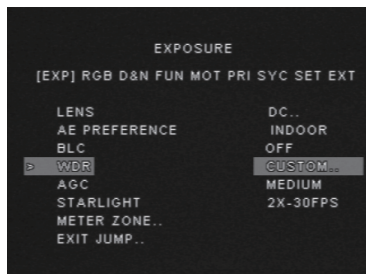 EXPOSURE
[EXP] RGB D&N FUN MOT PRI SYC SET EXT
LENS DC..
AE PREFERENCE INDOOR
BLC OFF
> WDR CUSTOM..
AGC MEDIUM
STARLIGHT 2X-30FPS
METER ZONE..
EXIT JUMP..